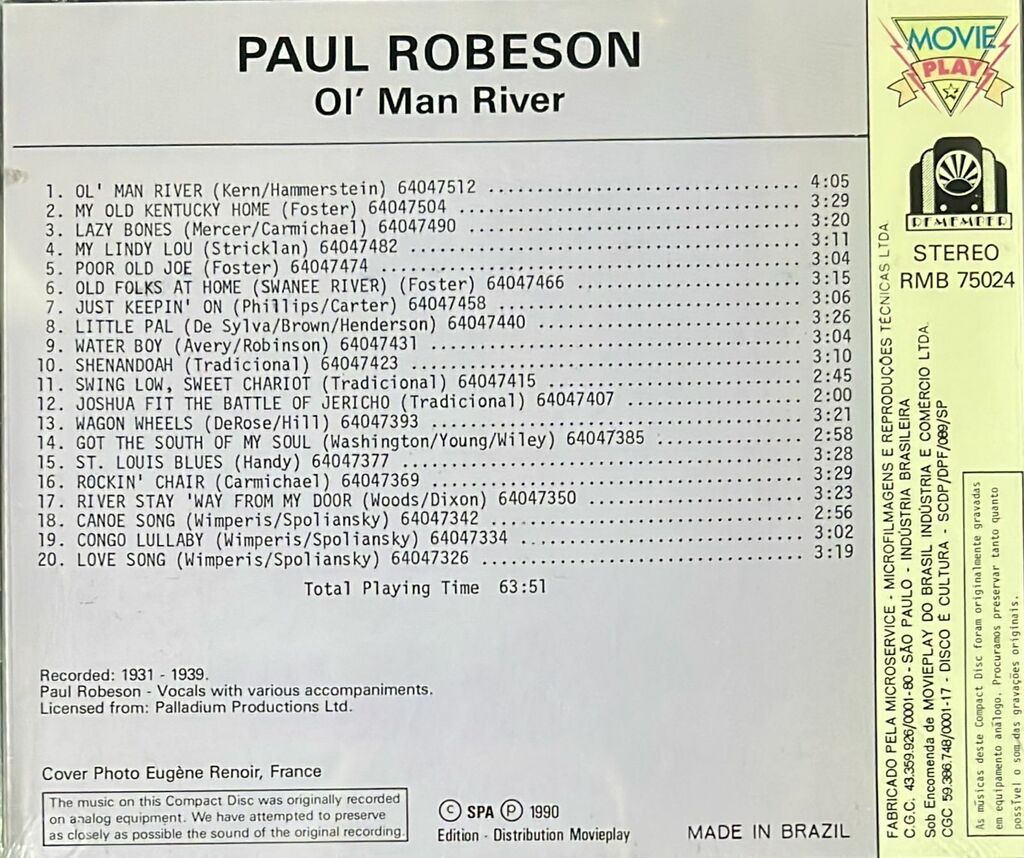 PAUL ROBESON
Ol' Man River
1. OL' MAN RIVER (Kern/Hammerstein) 64047512 ........................................ 4:05
2. MY OLD KENTUCKY HOME (Foster) 64047504 ........................................ 3:29
3. LAZY BONES (Mercer/Carmichael) 64047490 ........................................ 3:20
4. MY LINDY LOU (Stricklan) 64047482 ........................................ 3:11
5. POOR OLD JOE (Foster) 64047474 ........................................ 3:04
6. OLD FOLKS AT HOME (SWANEE RIVER) (Foster) 64047466 ............................ 3:15
7. JUST KEEPIN' ON (Phillips/Carter) 64047458 ........................................ 3:06
8. LITTLE PAL (De Sylva/Brown/Henderson) 64047440 ................................ 3:26
9. WATER BOY (Avery/Robinson) 64047431 ........................................ 3:04
10. SHENANDOAH (Tradicional) 64047423 ........................................ 3:10
11. SWING LOW, SWEET CHARIOT (Tradicional) 64047415 ............................... 2:45
12. JOSHUA FIT THE BATTLE OF JERICHO (Tradicional) 64047407 ...................... 2:00
13. WAGON WHEELS (DeRose/Hill) 64047393 ........................................ 3:21
14. GOT THE SOUTH OF MY SOUL (Washington/Young/Wiley) 64047385 .................. 2:58
15. ST. LOUIS BLUES (Handy) 64047377 ........................................ 3:28
16. ROCKIN' CHAIR (Carmichael) 64047369 ........................................ 3:29
17. RIVER STAY 'WAY FROM MY DOOR (Woods/Dixon) 64047350 .......................... 3:23
18. CANOE SONG (Wimperis/Spoliansky) 64047342 ..................................... 2:56
19. CONGO LULLABY (Wimperis/Spoliansky) 64047334 .................................. 3:02
20. LOVE SONG (Wimperis/Spoliansky) 64047326 ...................................... 3:19
Total Playing Time 63:51
Recorded: 1931 - 1939.
Paul Robeson - Vocals with various accompaniments.
Licensed from: Palladium Productions Ltd.
Cover Photo Eugène Renoir, France
The music on this Compact Disc was originally recorded
on analog equipment. We have attempted to preserve
as closely as possible the sound of the original recording.
© SPA ℗ 1990
Edition - Distribution Movieplay
MADE IN BRAZIL
MOVIE
PLAY
REMEMBER
STEREO
RMB 75024
FABRICADO PELA MICROSERVICE - MICROFILMAGENS E REPRODUÇÕES TÉCNICAS LTDA
C.G.C. 43.359.926/0001-80 - SÃO PAULO - INDÚSTRIA BRASILEIRA
Sob Encomenda de MOVIEPLAY DO BRASIL INDÚSTRIA E COMÉRCIO LTDA.
CGC 59.386.748/0001-17 - DISCO É CULTURA - SCDP/DPF/089/SP
As músicas deste Compact Disc foram originalmente gravadas
em equipamento análogo. Procuramos preservar tanto quanto
possível o som das gravações originais.